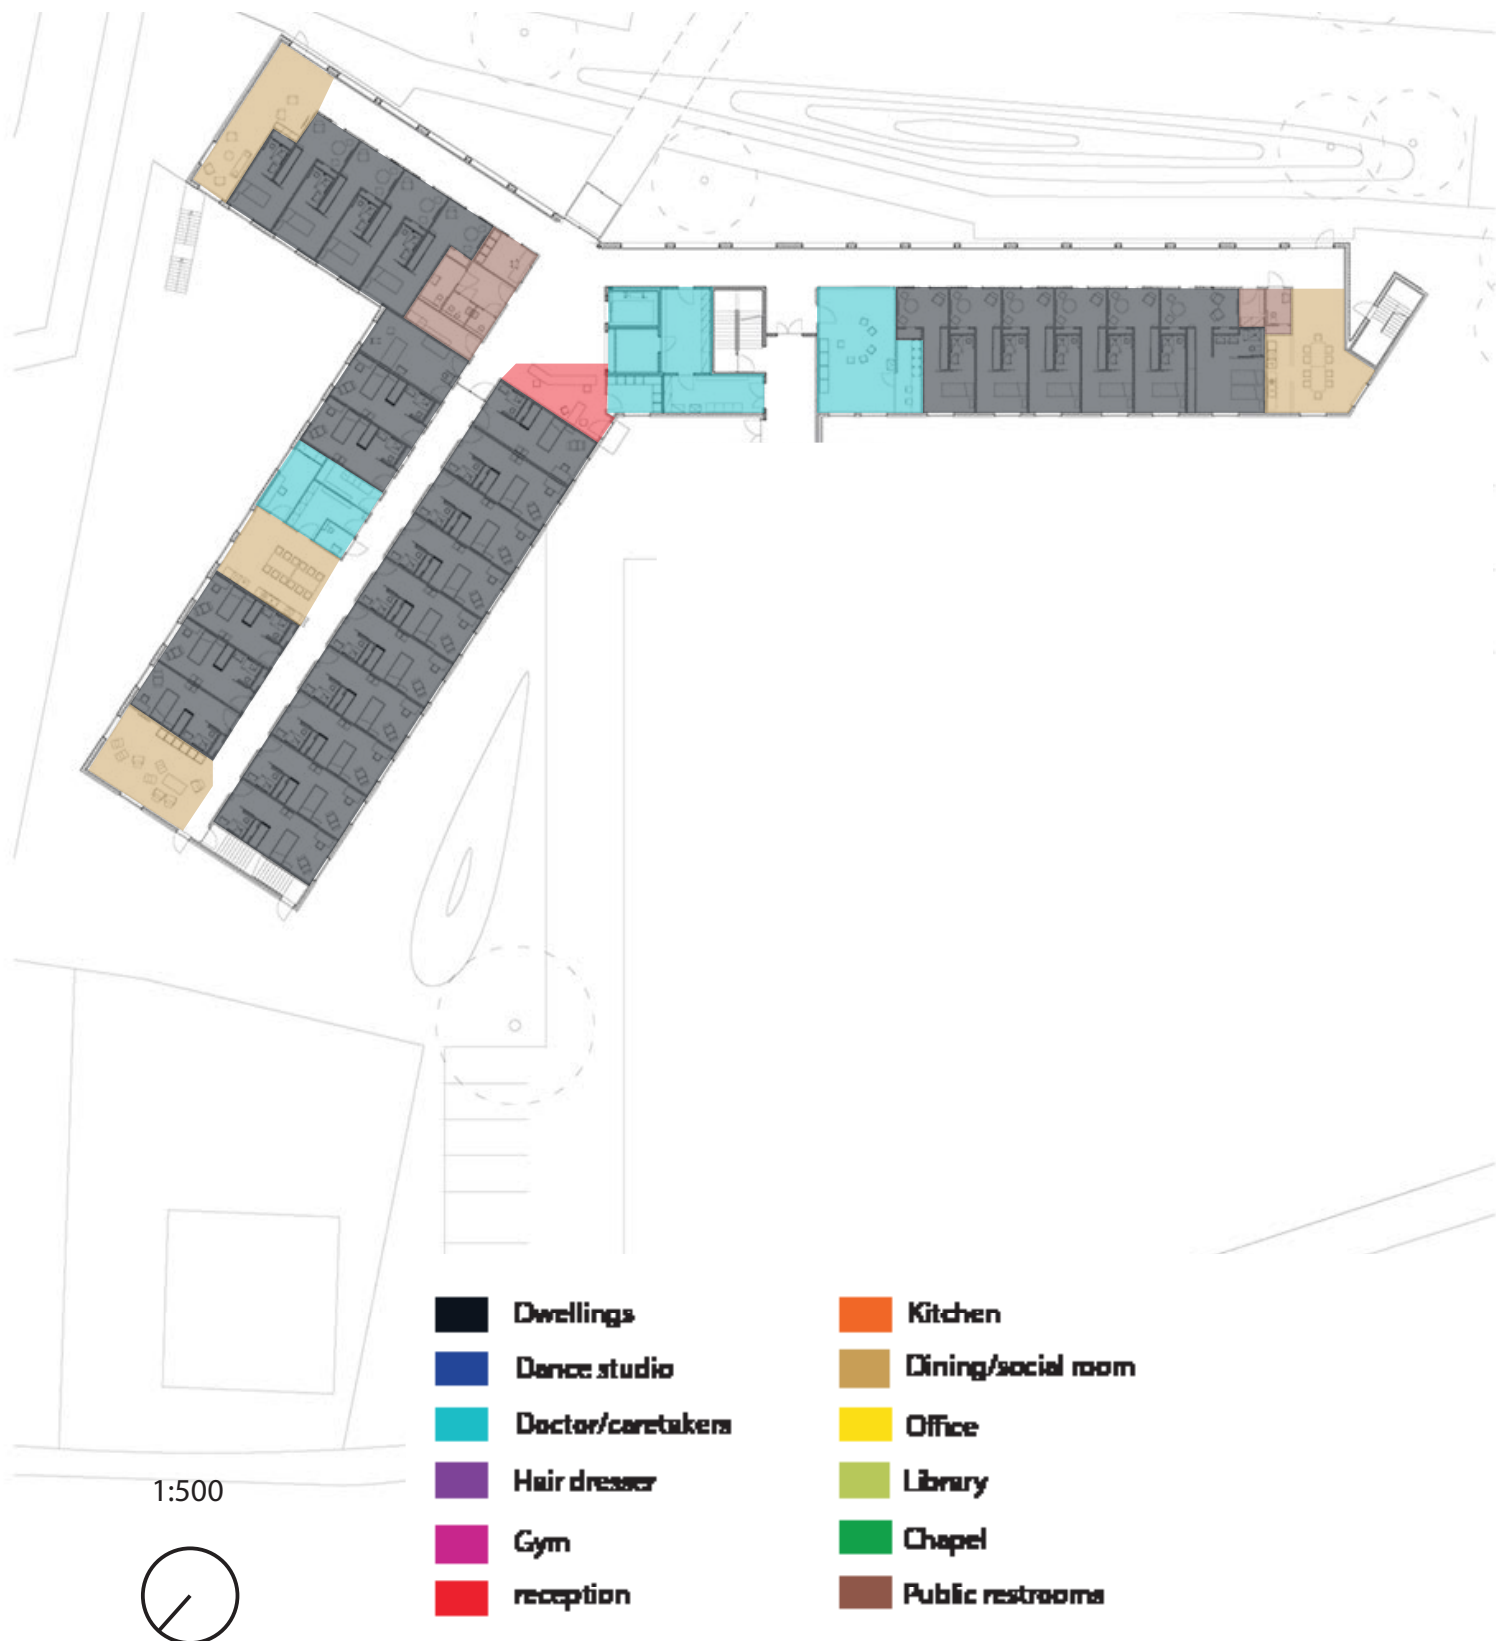 Dwellings
Dance studio
Doctor/caretakers
Hair dresser
Gym
reception
Kitchen
Dining/social room
Office
Library
Chapel
Public restrooms
1:500